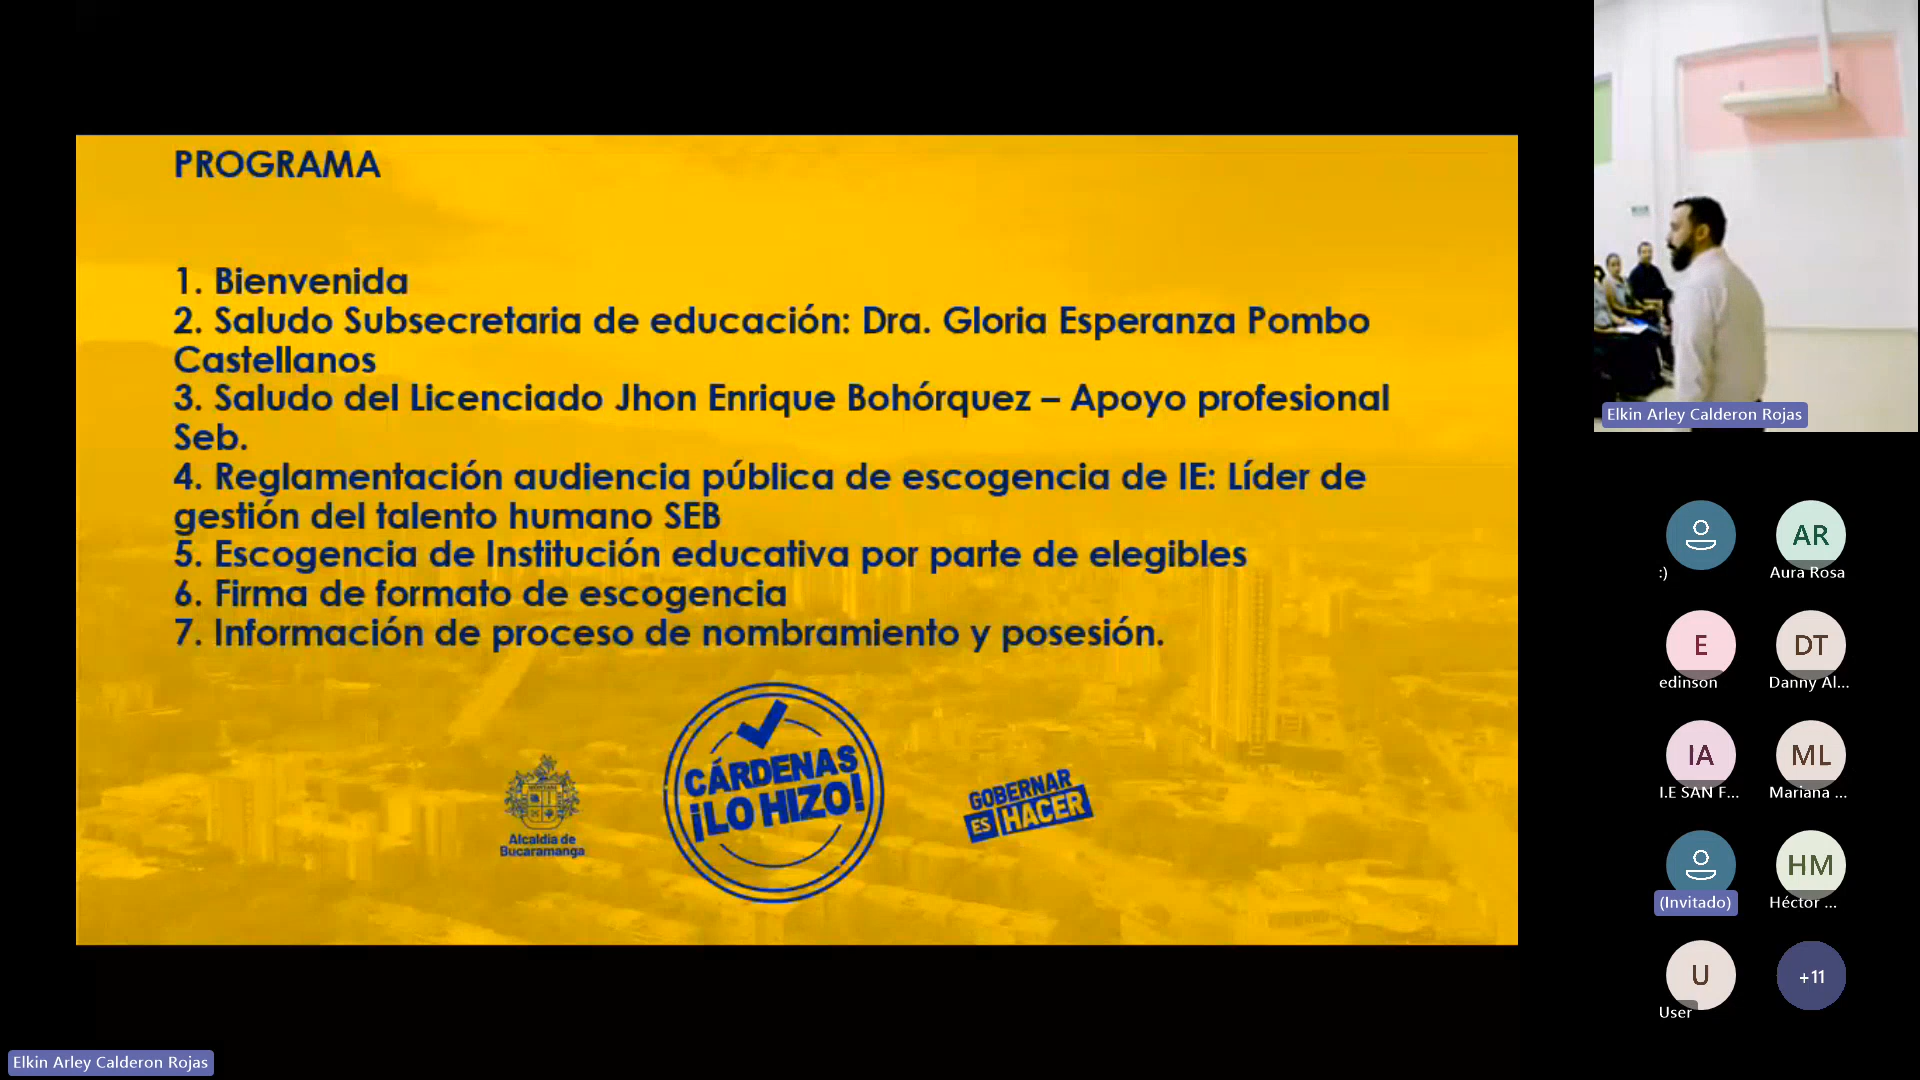 PROGRAMA
1. Bienvenida
2. Saludo Subsecretaria de educación: Dra. Gloria Esperanza Pombo
Castellanos
3. Saludo del Licenciado Jhon Enrique Bohórquez – Apoyo profesional
Seb.
4. Reglamentación audiencia pública de escogencia de IE: Líder de
gestión del talento humano SEB
5. Escogencia de Institución educativa por parte de elegibles
6. Firma de formato de escogencia
7. Información de proceso de nombramiento y posesión.
Alcaldía de
Bucaramanga
CÁRDENAS
¡LO HIZO!
GOBERNAR
ES HACER
Elkin Arley Calderon Rojas
Elkin Arley Calderon Rojas
:)
AR
Aura Rosa
E
edinson
DT
Danny Al...
IA
I.E SAN F...
ML
Mariana ...
(Invitado)
HM
Héctor ...
U
User
+11